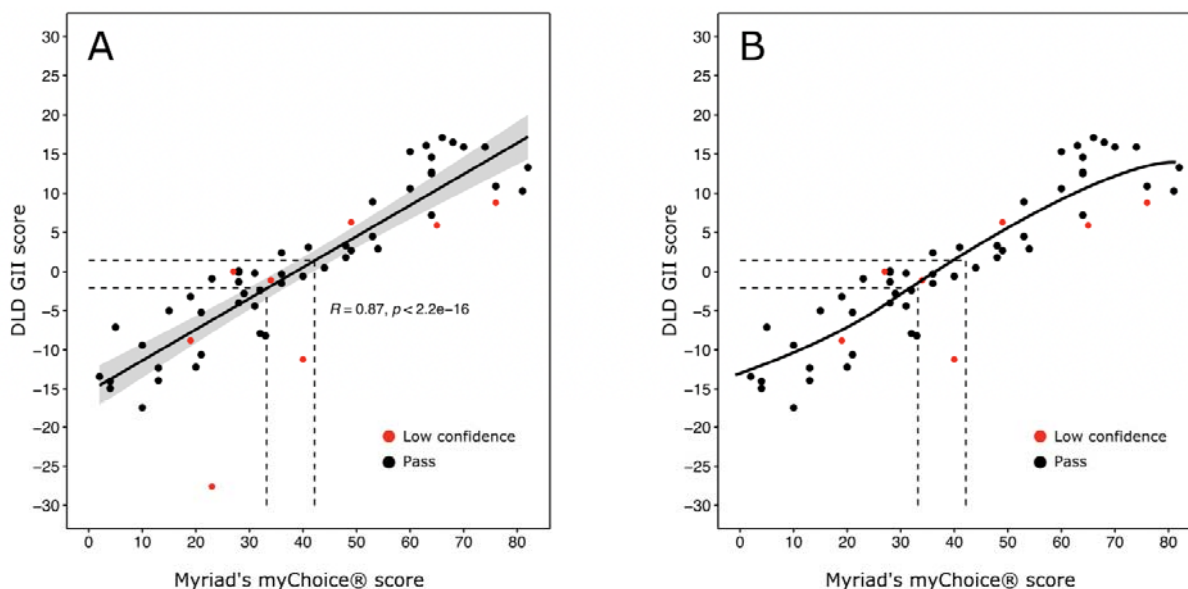 A
30
25
20
15
10
5
0
−5
−10
−15
−20
−25
−30
DLD GII score
R = 0.87, p < 2.2e−16
Low confidence
Pass
0 10 20 30 40 50 60 70 80
Myriad's myChoice® score
B
30
25
20
15
10
5
0
−5
−10
−15
−20
−25
−30
DLD GII score
Low confidence
Pass
0 10 20 30 40 50 60 70 80
Myriad's myChoice® score